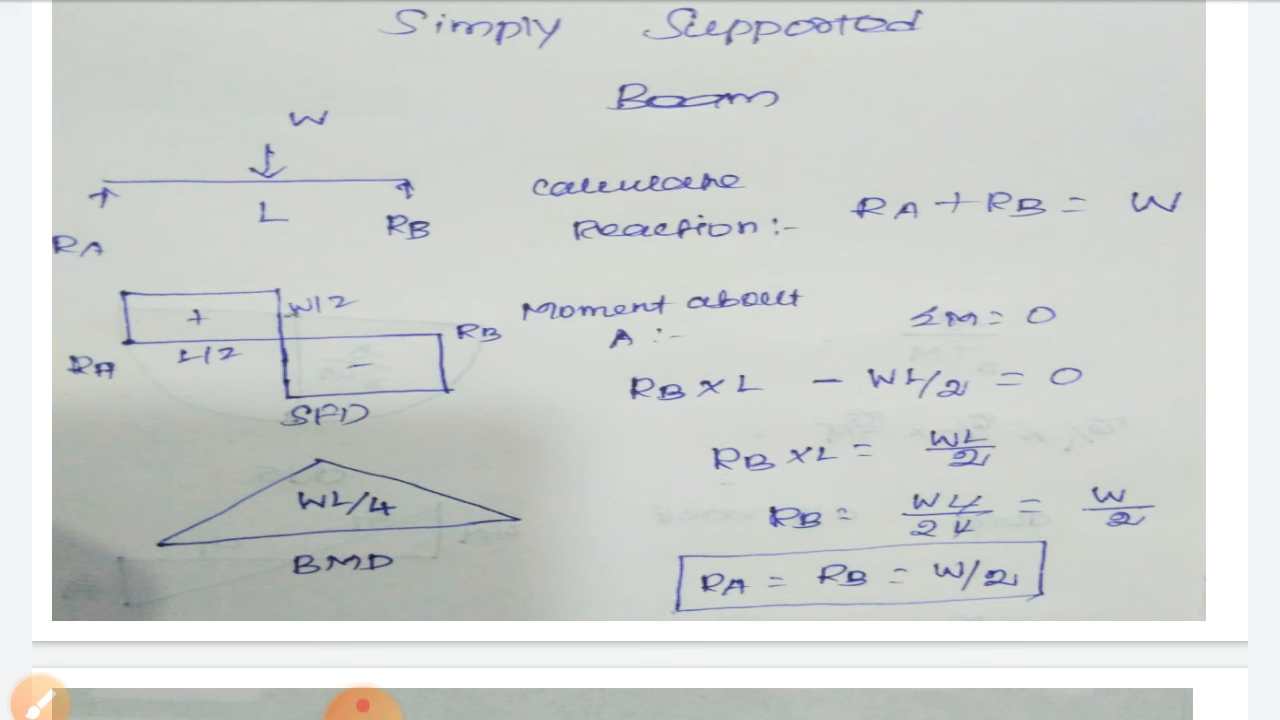 Simply Supported
Beam
W
L
RA
RB
Calculate
Reaction :-
RA + RB = W
+
W/2
RA
L/2
RB
-
SFD
Moment about
A :-
ΣM = 0
RB x L - WL/2 = 0
RB x L = WL/2
RB = WL/2L = W/2
RA = RB = W/2
WL/4
BMD